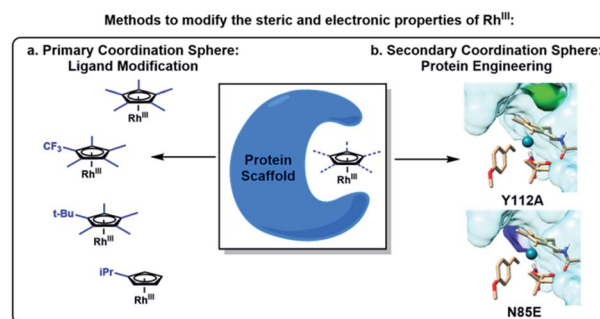 Methods to modify the steric and electronic properties of Rh^III:
a. Primary Coordination Sphere:
Ligand Modification
b. Secondary Coordination Sphere:
Protein Engineering
Rh^III
CF₃
Rh^III
t-Bu
Rh^III
iPr
Rh^III
Protein
Scaffold
Rh^III
Y112A
N85E